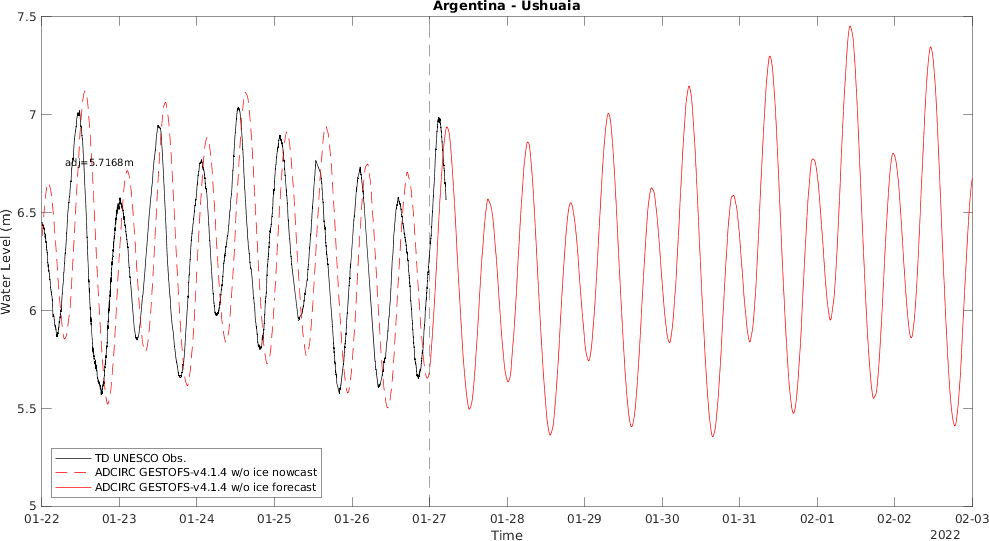 Argentina - Ushuaia
7.5
7
6.5
6
5.5
5
Water Level (m)
adj=5.7168m
TD UNESCO Obs.
ADCIRC GESTOFS-v4.1.4 w/o ice nowcast
ADCIRC GESTOFS-v4.1.4 w/o ice forecast
01-22 01-23 01-24 01-25 01-26 01-27 01-28 01-29 01-30 01-31 02-01 02-02 02-03
Time
2022